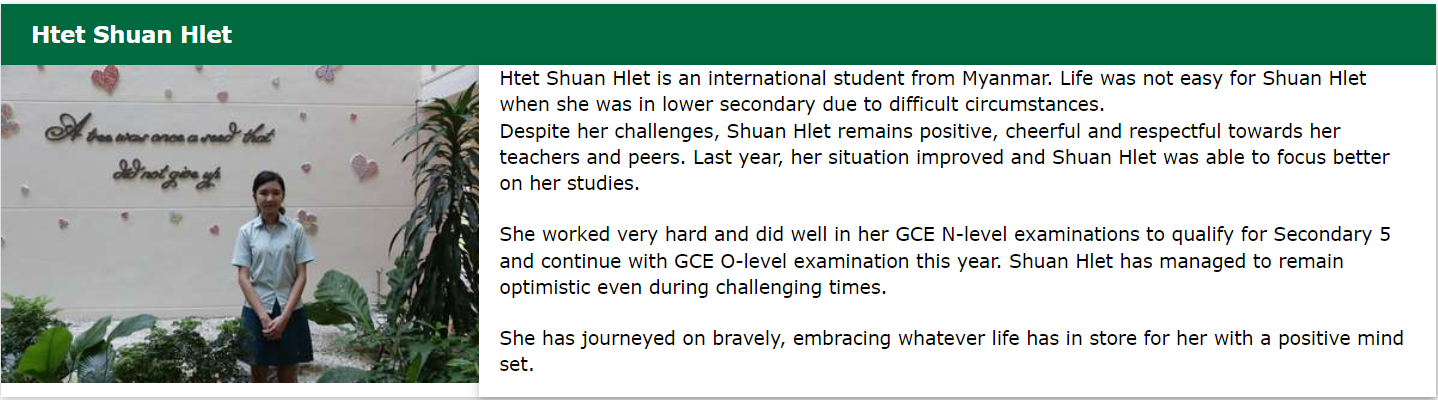 Htet Shuan Hlet
A tree was once a seed that
did not give up
Htet Shuan Hlet is an international student from Myanmar. Life was not easy for Shuan Hlet
when she was in lower secondary due to difficult circumstances.
Despite her challenges, Shuan Hlet remains positive, cheerful and respectful towards her
teachers and peers. Last year, her situation improved and Shuan Hlet was able to focus better
on her studies.
She worked very hard and did well in her GCE N-level examinations to qualify for Secondary 5
and continue with GCE O-level examination this year. Shuan Hlet has managed to remain
optimistic even during challenging times.
She has journeyed on bravely, embracing whatever life has in store for her with a positive mind
set.